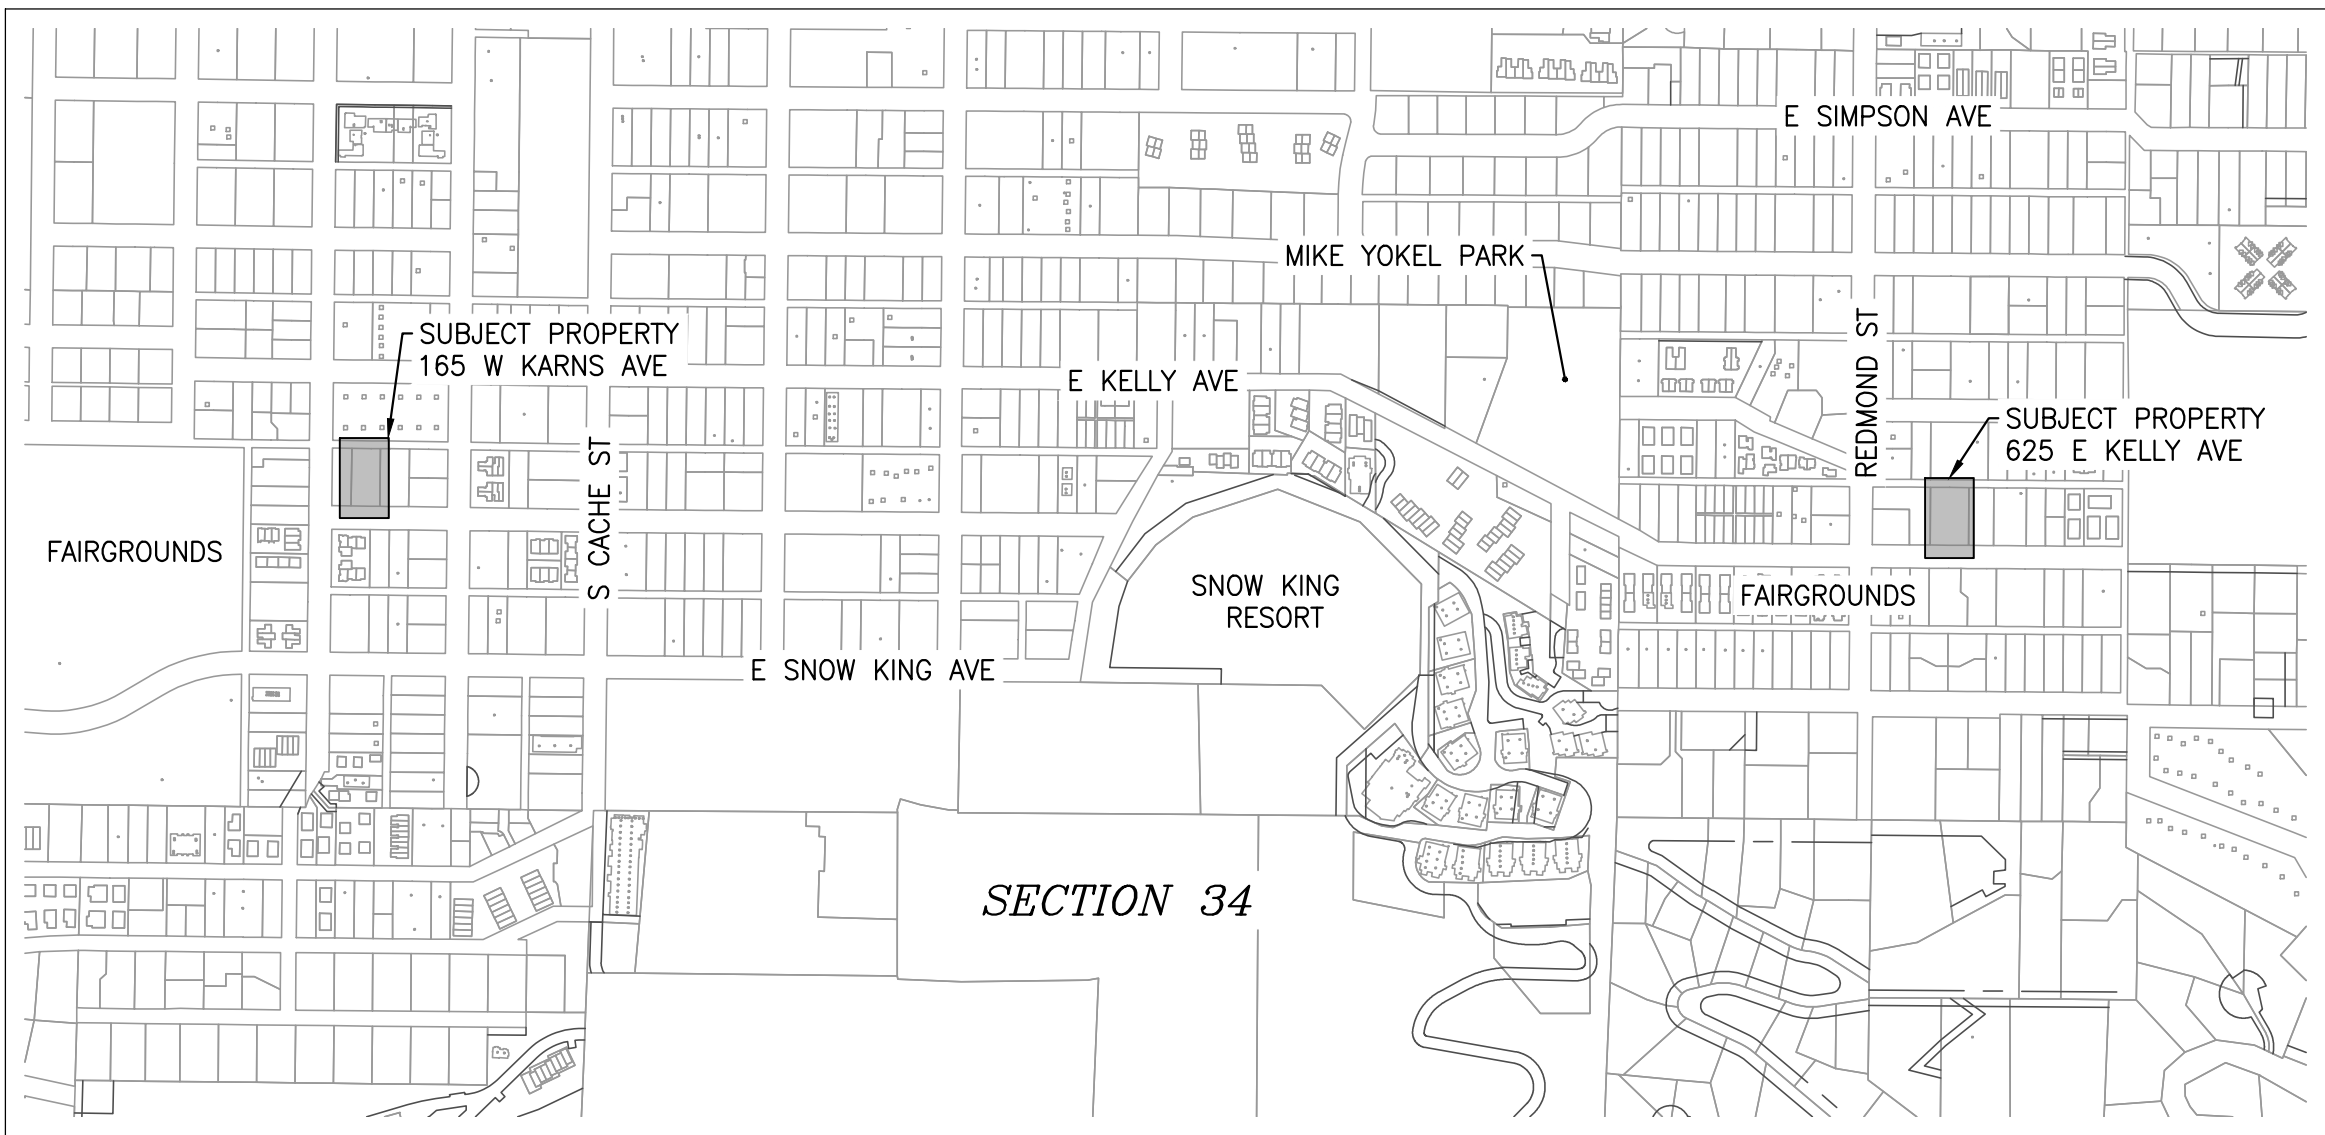 E SIMPSON AVE
MIKE YOKEL PARK
SUBJECT PROPERTY
165 W KARNS AVE
E KELLY AVE
REDMOND ST
SUBJECT PROPERTY
625 E KELLY AVE
S CACHE ST
FAIRGROUNDS
SNOW KING
RESORT
FAIRGROUNDS
E SNOW KING AVE
SECTION 34